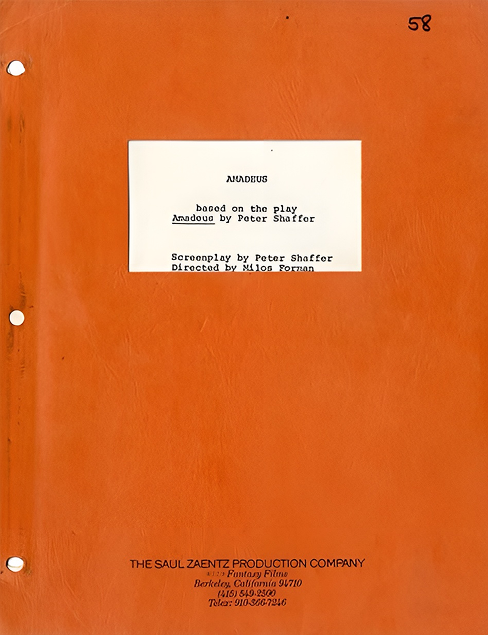 58
AMADEUS
based on the play
Amadeus by Peter Shaffer
Screenplay by Peter Shaffer
Directed by Milos Forman
THE SAUL ZAENTZ PRODUCTION COMPANY
Fantasy Films
Berkeley, California 94710
(415) 549-2500
Telex: 910-366-7246